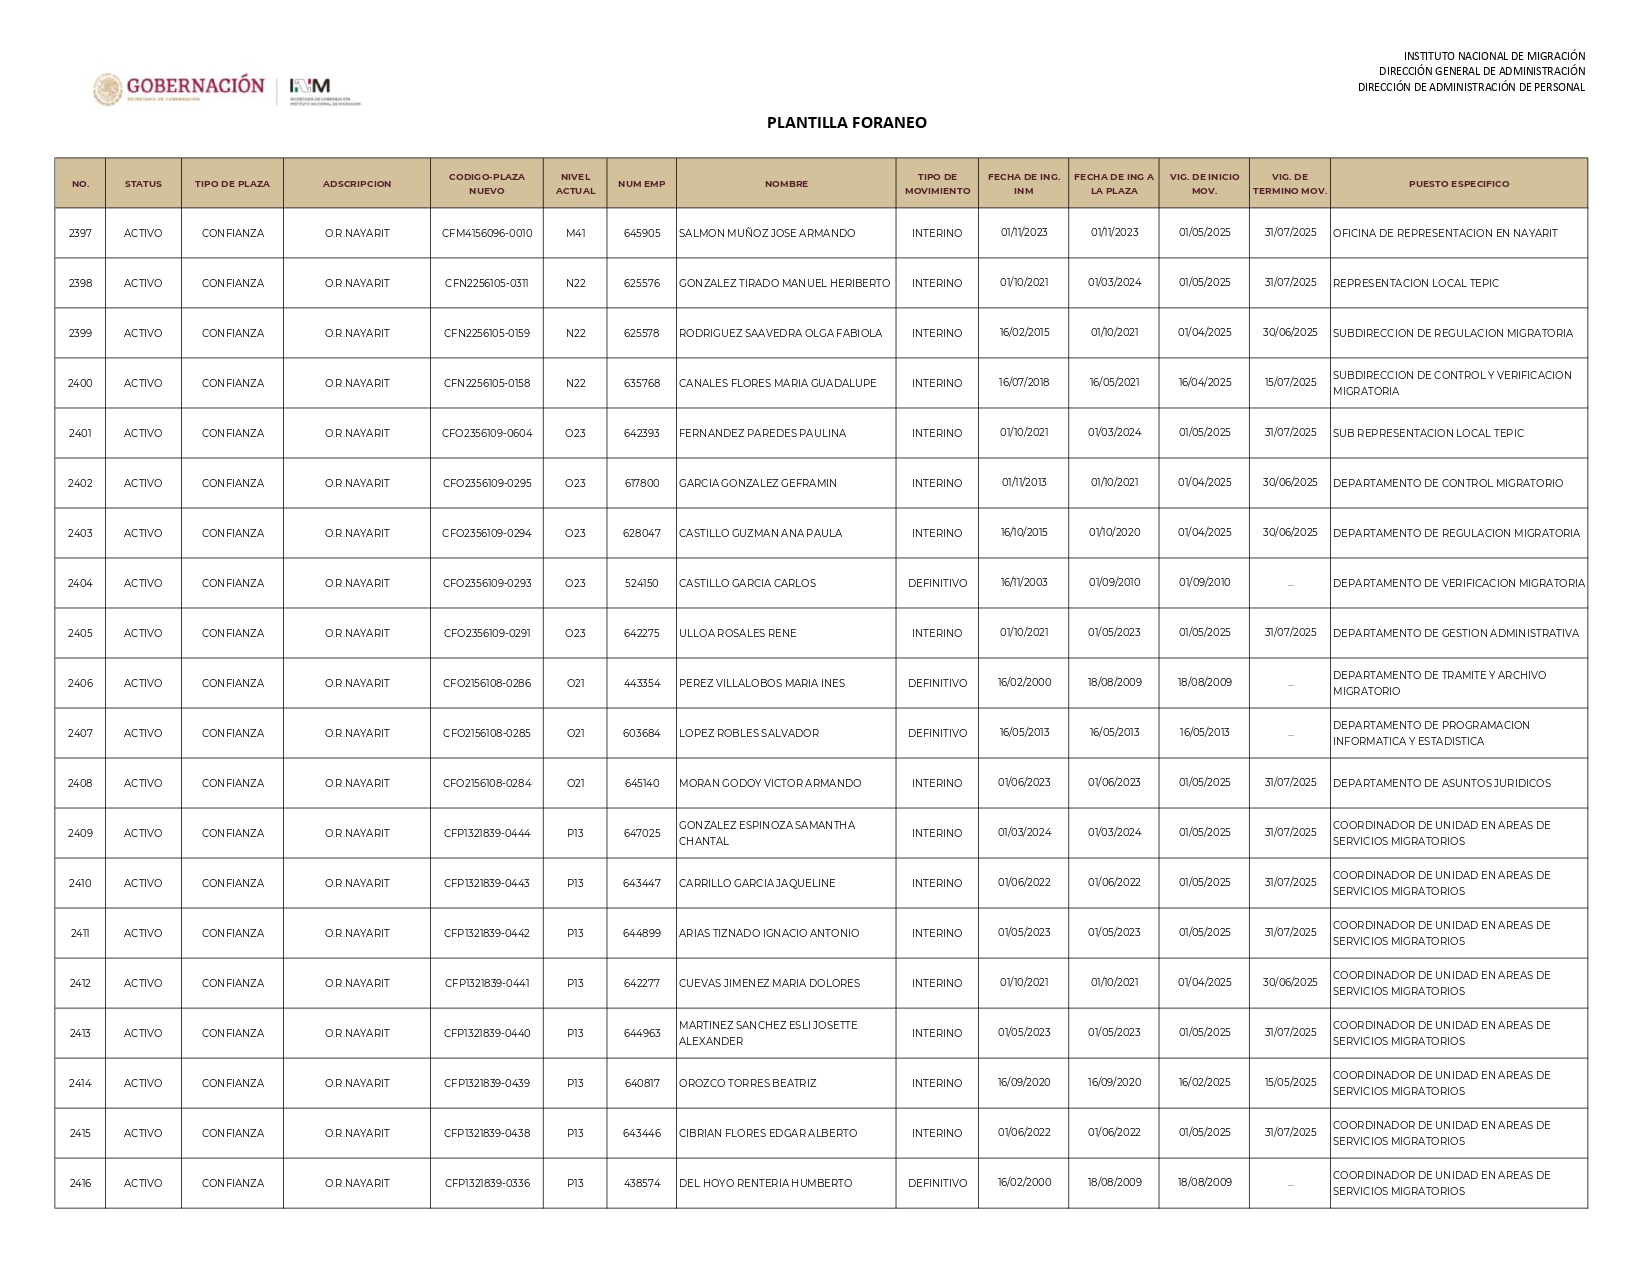 INSTITUTO NACIONAL DE MIGRACIÓN
DIRECCIÓN GENERAL DE ADMINISTRACIÓN
DIRECCIÓN DE ADMINISTRACIÓN DE PERSONAL
GOBERNACIÓN
SECRETARÍA DE GOBERNACIÓN
INM
SECRETARÍA DE GOBERNACIÓN
INSTITUTO NACIONAL DE MIGRACIÓN
PLANTILLA FORANEO
NO. STATUS TIPO DE PLAZA ADSCRIPCION CODIGO-PLAZA NUEVO NIVEL ACTUAL NUM EMP NOMBRE TIPO DE MOVIMIENTO FECHA DE ING. INM FECHA DE ING A LA PLAZA VIG. DE INICIO MOV. VIG. DE TERMINO MOV. PUESTO ESPECIFICO
2397 ACTIVO CONFIANZA O.R.NAYARIT CFM4156096-0010 M41 645905 SALMON MUÑOZ JOSE ARMANDO INTERINO 01/11/2023 01/11/2023 01/05/2025 31/07/2025 OFICINA DE REPRESENTACION EN NAYARIT
2398 ACTIVO CONFIANZA O.R.NAYARIT CFN2256105-0311 N22 625576 GONZALEZ TIRADO MANUEL HERIBERTO INTERINO 01/10/2021 01/03/2024 01/05/2025 31/07/2025 REPRESENTACION LOCAL TEPIC
2399 ACTIVO CONFIANZA O.R.NAYARIT CFN2256105-0159 N22 625578 RODRIGUEZ SAAVEDRA OLGA FABIOLA INTERINO 16/02/2015 01/10/2021 01/04/2025 30/06/2025 SUBDIRECCION DE REGULACION MIGRATORIA
2400 ACTIVO CONFIANZA O.R.NAYARIT CFN2256105-0158 N22 635768 CANALES FLORES MARIA GUADALUPE INTERINO 16/07/2018 16/05/2021 16/04/2025 15/07/2025 SUBDIRECCION DE CONTROL Y VERIFICACION MIGRATORIA
2401 ACTIVO CONFIANZA O.R.NAYARIT CFO2356109-0604 O23 642393 FERNANDEZ PAREDES PAULINA INTERINO 01/10/2021 01/03/2024 01/05/2025 31/07/2025 SUB REPRESENTACION LOCAL TEPIC
2402 ACTIVO CONFIANZA O.R.NAYARIT CFO2356109-0295 O23 617800 GARCIA GONZALEZ GEFRAMIN INTERINO 01/11/2013 01/10/2021 01/04/2025 30/06/2025 DEPARTAMENTO DE CONTROL MIGRATORIO
2403 ACTIVO CONFIANZA O.R.NAYARIT CFO2356109-0294 O23 628047 CASTILLO GUZMAN ANA PAULA INTERINO 16/10/2015 01/10/2020 01/04/2025 30/06/2025 DEPARTAMENTO DE REGULACION MIGRATORIA
2404 ACTIVO CONFIANZA O.R.NAYARIT CFO2356109-0293 O23 524150 CASTILLO GARCIA CARLOS DEFINITIVO 16/11/2003 01/09/2010 01/09/2010 ... DEPARTAMENTO DE VERIFICACION MIGRATORIA
2405 ACTIVO CONFIANZA O.R.NAYARIT CFO2356109-0291 O23 642275 ULLOA ROSALES RENE INTERINO 01/10/2021 01/05/2023 01/05/2025 31/07/2025 DEPARTAMENTO DE GESTION ADMINISTRATIVA
2406 ACTIVO CONFIANZA O.R.NAYARIT CFO2156108-0286 O21 443354 PEREZ VILLALOBOS MARIA INES DEFINITIVO 16/02/2000 18/08/2009 18/08/2009 ... DEPARTAMENTO DE TRAMITE Y ARCHIVO MIGRATORIO
2407 ACTIVO CONFIANZA O.R.NAYARIT CFO2156108-0285 O21 603684 LOPEZ ROBLES SALVADOR DEFINITIVO 16/05/2013 16/05/2013 16/05/2013 ... DEPARTAMENTO DE PROGRAMACION INFORMATICA Y ESTADISTICA
2408 ACTIVO CONFIANZA O.R.NAYARIT CFO2156108-0284 O21 645140 MORAN GODOY VICTOR ARMANDO INTERINO 01/06/2023 01/06/2023 01/05/2025 31/07/2025 DEPARTAMENTO DE ASUNTOS JURIDICOS
2409 ACTIVO CONFIANZA O.R.NAYARIT CFP1321839-0444 P13 647025 GONZALEZ ESPINOZA SAMANTHA CHANTAL INTERINO 01/03/2024 01/03/2024 01/05/2025 31/07/2025 COORDINADOR DE UNIDAD EN AREAS DE SERVICIOS MIGRATORIOS
2410 ACTIVO CONFIANZA O.R.NAYARIT CFP1321839-0443 P13 643447 CARRILLO GARCIA JAQUELINE INTERINO 01/06/2022 01/06/2022 01/05/2025 31/07/2025 COORDINADOR DE UNIDAD EN AREAS DE SERVICIOS MIGRATORIOS
2411 ACTIVO CONFIANZA O.R.NAYARIT CFP1321839-0442 P13 644899 ARIAS TIZNADO IGNACIO ANTONIO INTERINO 01/05/2023 01/05/2023 01/05/2025 31/07/2025 COORDINADOR DE UNIDAD EN AREAS DE SERVICIOS MIGRATORIOS
2412 ACTIVO CONFIANZA O.R.NAYARIT CFP1321839-0441 P13 642277 CUEVAS JIMENEZ MARIA DOLORES INTERINO 01/10/2021 01/10/2021 01/04/2025 30/06/2025 COORDINADOR DE UNIDAD EN AREAS DE SERVICIOS MIGRATORIOS
2413 ACTIVO CONFIANZA O.R.NAYARIT CFP1321839-0440 P13 644963 MARTINEZ SANCHEZ ESLI JOSETTE ALEXANDER INTERINO 01/05/2023 01/05/2023 01/05/2025 31/07/2025 COORDINADOR DE UNIDAD EN AREAS DE SERVICIOS MIGRATORIOS
2414 ACTIVO CONFIANZA O.R.NAYARIT CFP1321839-0439 P13 640817 OROZCO TORRES BEATRIZ INTERINO 16/09/2020 16/09/2020 16/02/2025 15/05/2025 COORDINADOR DE UNIDAD EN AREAS DE SERVICIOS MIGRATORIOS
2415 ACTIVO CONFIANZA O.R.NAYARIT CFP1321839-0438 P13 643446 CIBRIAN FLORES EDGAR ALBERTO INTERINO 01/06/2022 01/06/2022 01/05/2025 31/07/2025 COORDINADOR DE UNIDAD EN AREAS DE SERVICIOS MIGRATORIOS
2416 ACTIVO CONFIANZA O.R.NAYARIT CFP1321839-0336 P13 438574 DEL HOYO RENTERIA HUMBERTO DEFINITIVO 16/02/2000 18/08/2009 18/08/2009 ... COORDINADOR DE UNIDAD EN AREAS DE SERVICIOS MIGRATORIOS